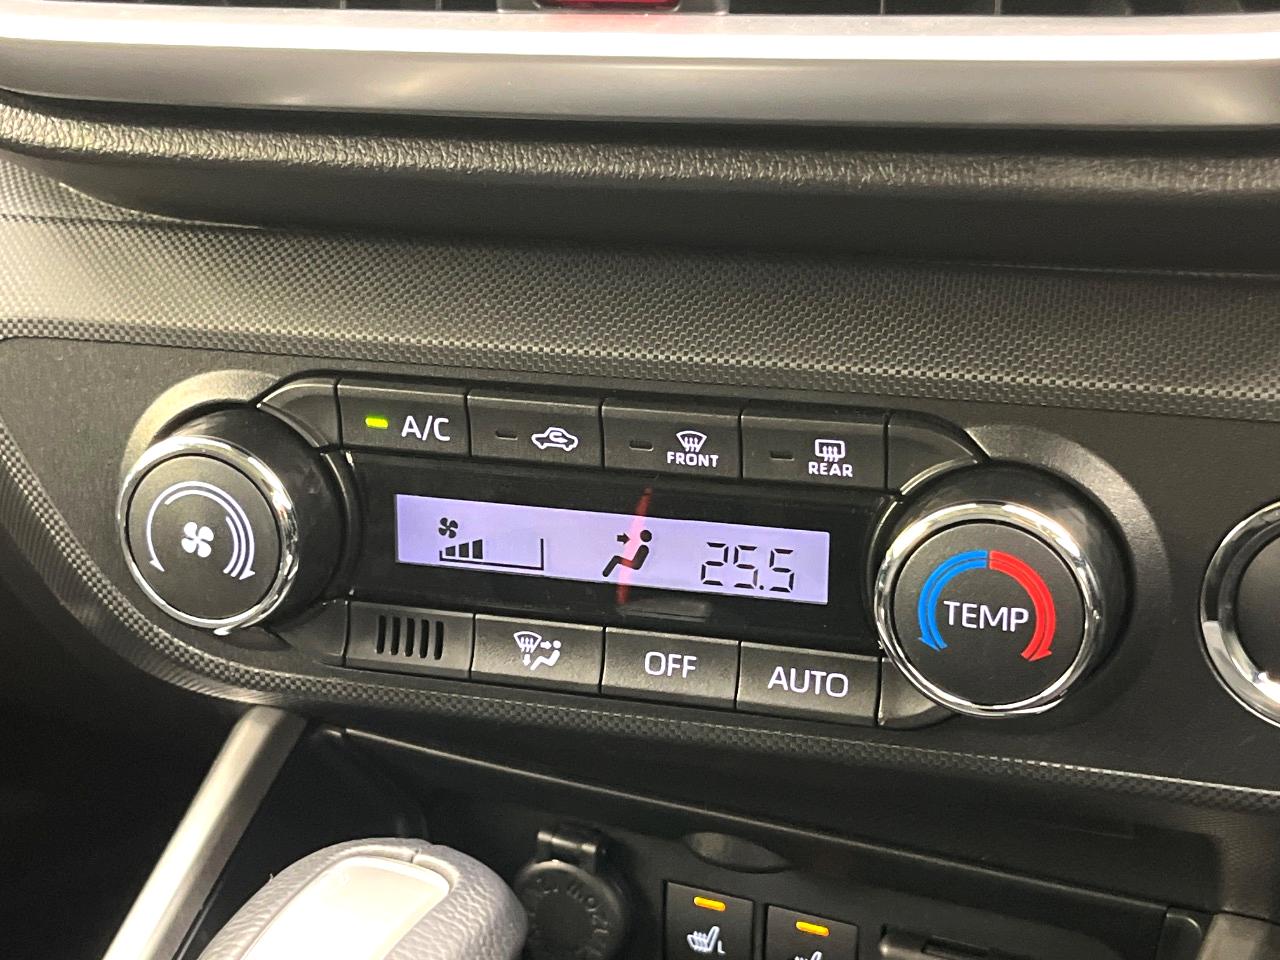 A/C
FRONT
REAR
25.5
TEMP
OFF
AUTO
L